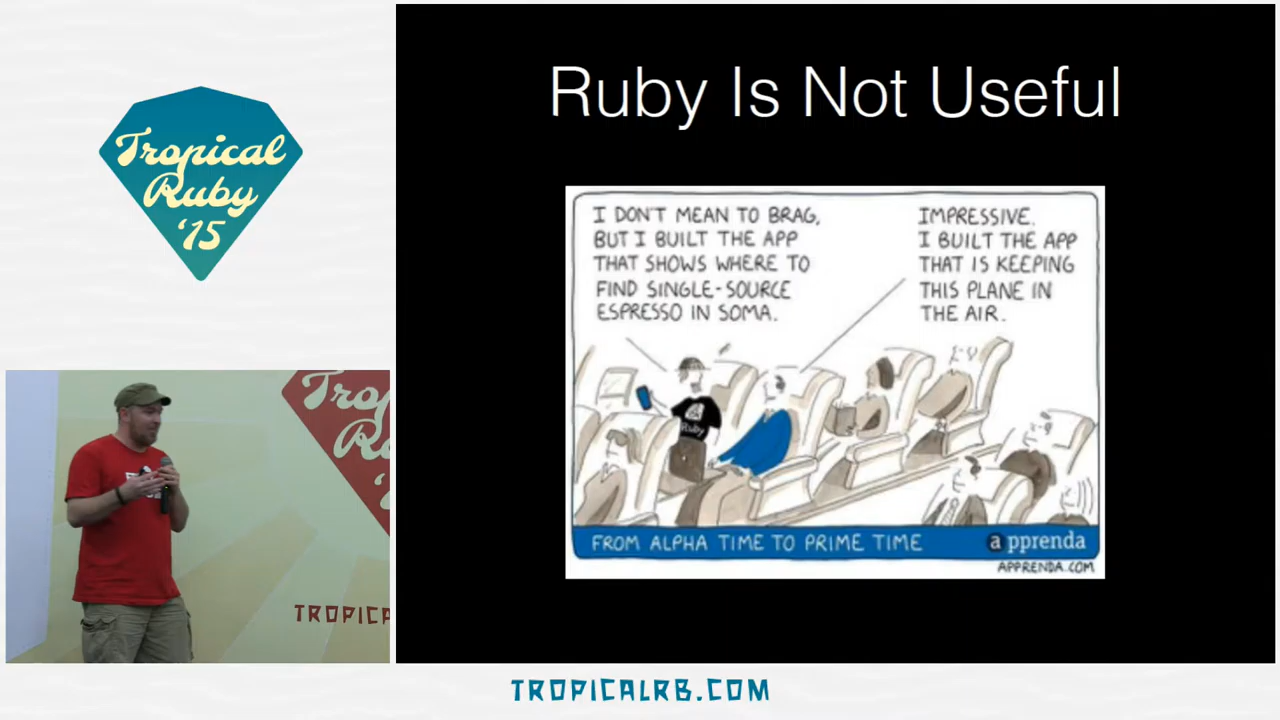 Tropical
Ruby
'15
Ruby Is Not Useful
I DON'T MEAN TO BRAG,
BUT I BUILT THE APP
THAT SHOWS WHERE TO
FIND SINGLE-SOURCE
ESPRESSO IN SOMA.
IMPRESSIVE.
I BUILT THE APP
THAT IS KEEPING
THIS PLANE IN
THE AIR.
Ruby
FROM ALPHA TIME TO PRIME TIME
apprenda
APPRENDA.COM
TROPICALRB.COM